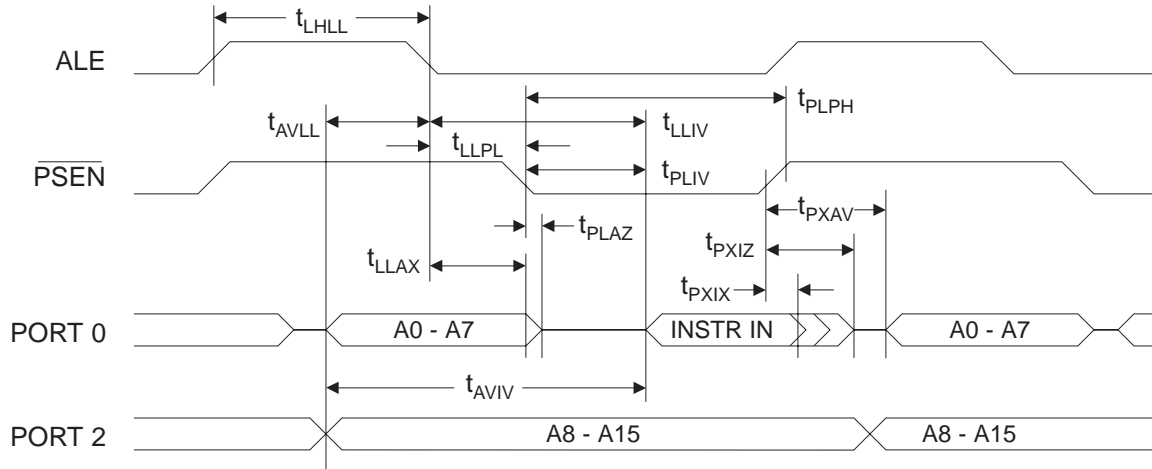 tLHLL
ALE
tPLPH
tAVLL
tLLIV
tLLPL
PSEN
tPLIV
tPXAV
tPLAZ
tPXIZ
tLLAX
tPXIX
PORT 0
A0 - A7
INSTR IN
A0 - A7
tAVIV
PORT 2
A8 - A15
A8 - A15